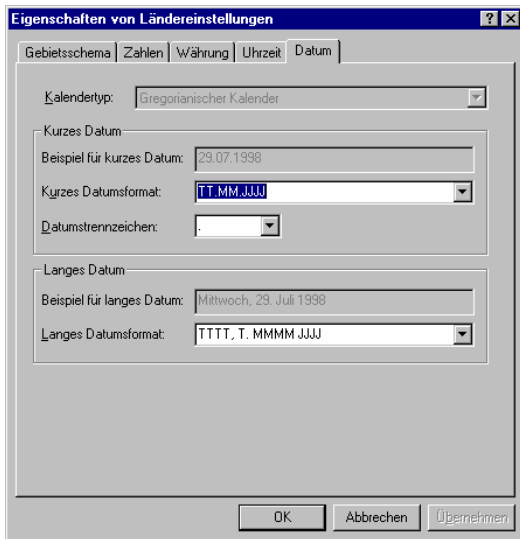 Eigenschaften von Ländereinstellungen
Gebietsschema Zahlen Währung Uhrzeit Datum
Kalendertyp: Gregorianischer Kalender
Kurzes Datum
Beispiel für kurzes Datum: 29.07.1998
Kurzes Datumsformat: TT.MM.JJJJ
Datumstrennzeichen: .
Langes Datum
Beispiel für langes Datum: Mittwoch, 29. Juli 1998
Langes Datumsformat: TTTT, T. MMMM JJJJ
OK Abbrechen Übernehmen